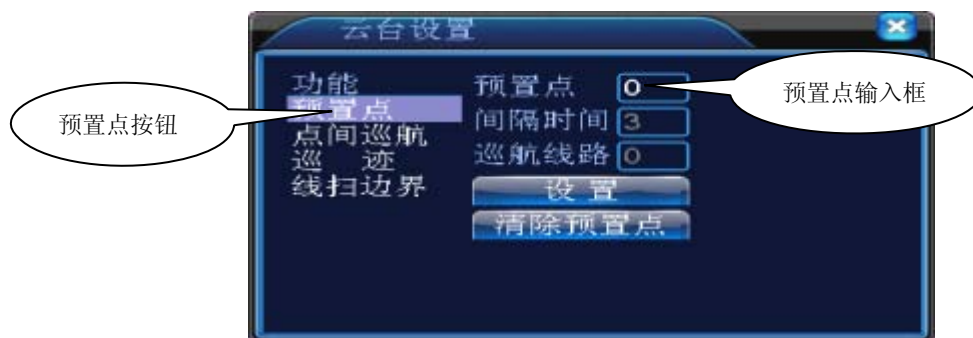 云台设置
功能
预置点
点间巡航
巡 迹
线扫边界
预置点 0
间隔时间 3
巡航线路 0
设 置
清除预置点
预置点按钮
预置点输入框